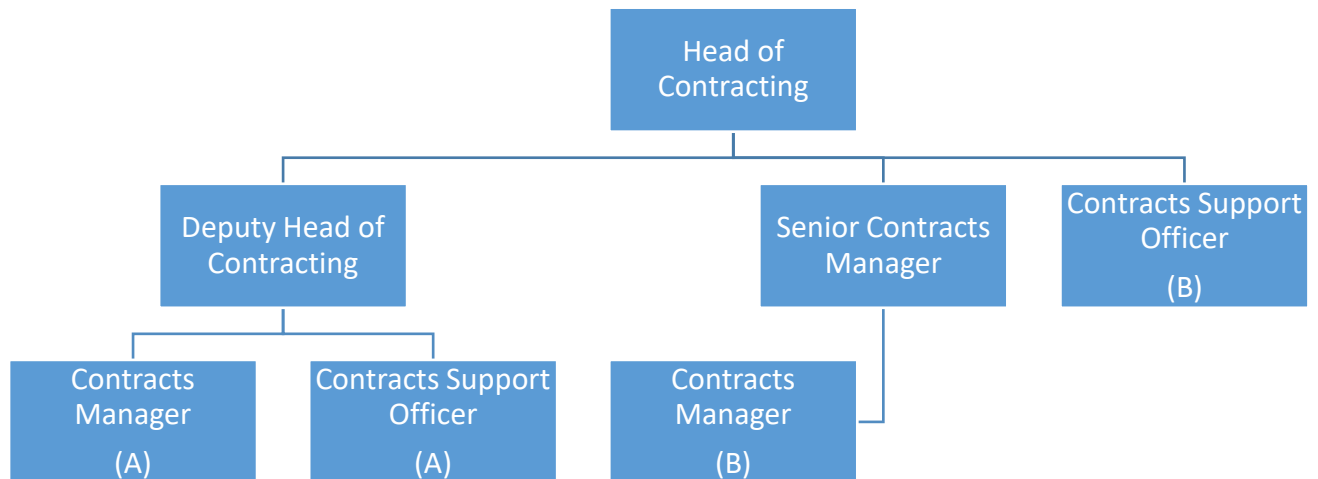 Head of
Contracting
Deputy Head of
Contracting
Senior Contracts
Manager
Contracts Support
Officer
(B)
Contracts
Manager
(A)
Contracts Support
Officer
(A)
Contracts
Manager
(B)